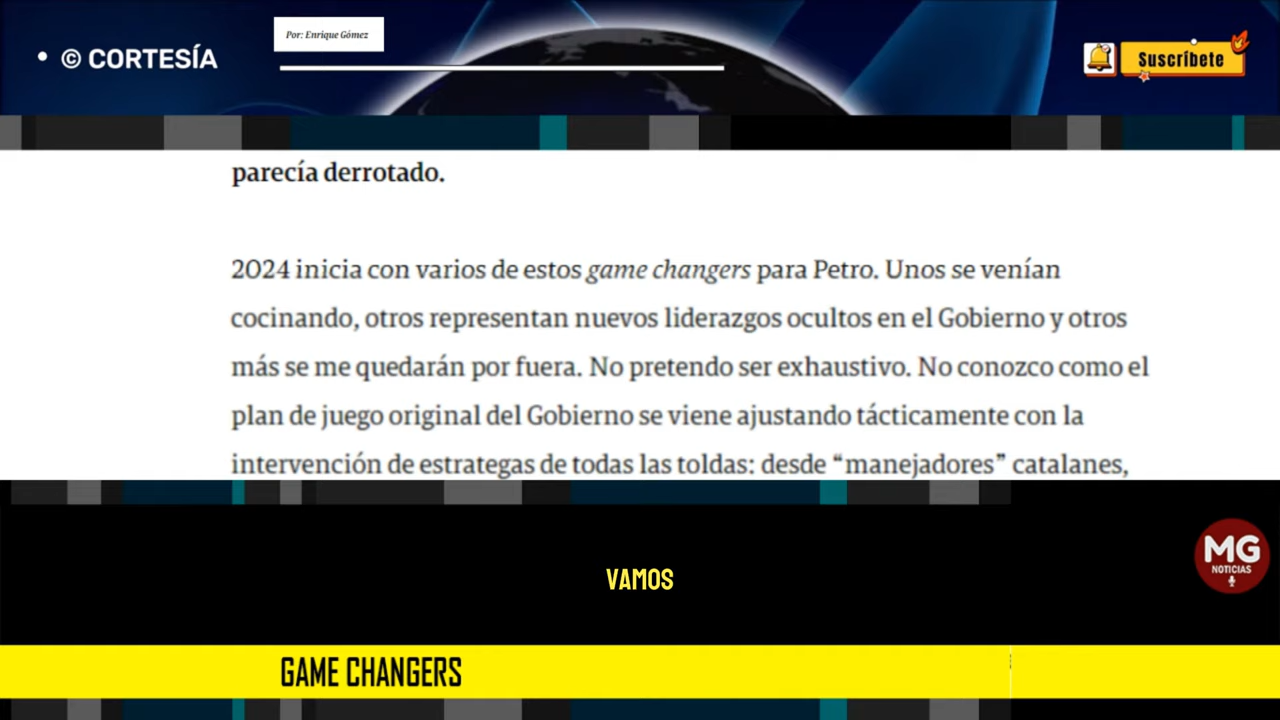 • © CORTESÍA
Por: Enrique Gómez
Suscríbete
parecía derrotado.
2024 inicia con varios de estos game changers para Petro. Unos se venían
cocinando, otros representan nuevos liderazgos ocultos en el Gobierno y otros
más se me quedarán por fuera. No pretendo ser exhaustivo. No conozco como el
plan de juego original del Gobierno se viene ajustando tácticamente con la
intervención de estrategas de todas las toldas: desde “manejadores” catalanes,
MG
NOTICIAS
VAMOS
GAME CHANGERS